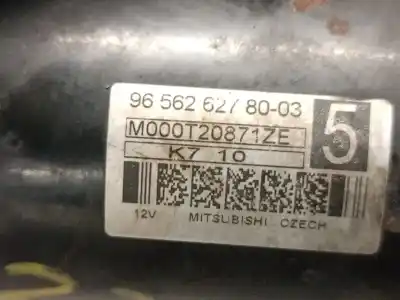 96 562 627 80-03
5
M000T20871ZE
K7 10
12V MITSUBISHI CZECH